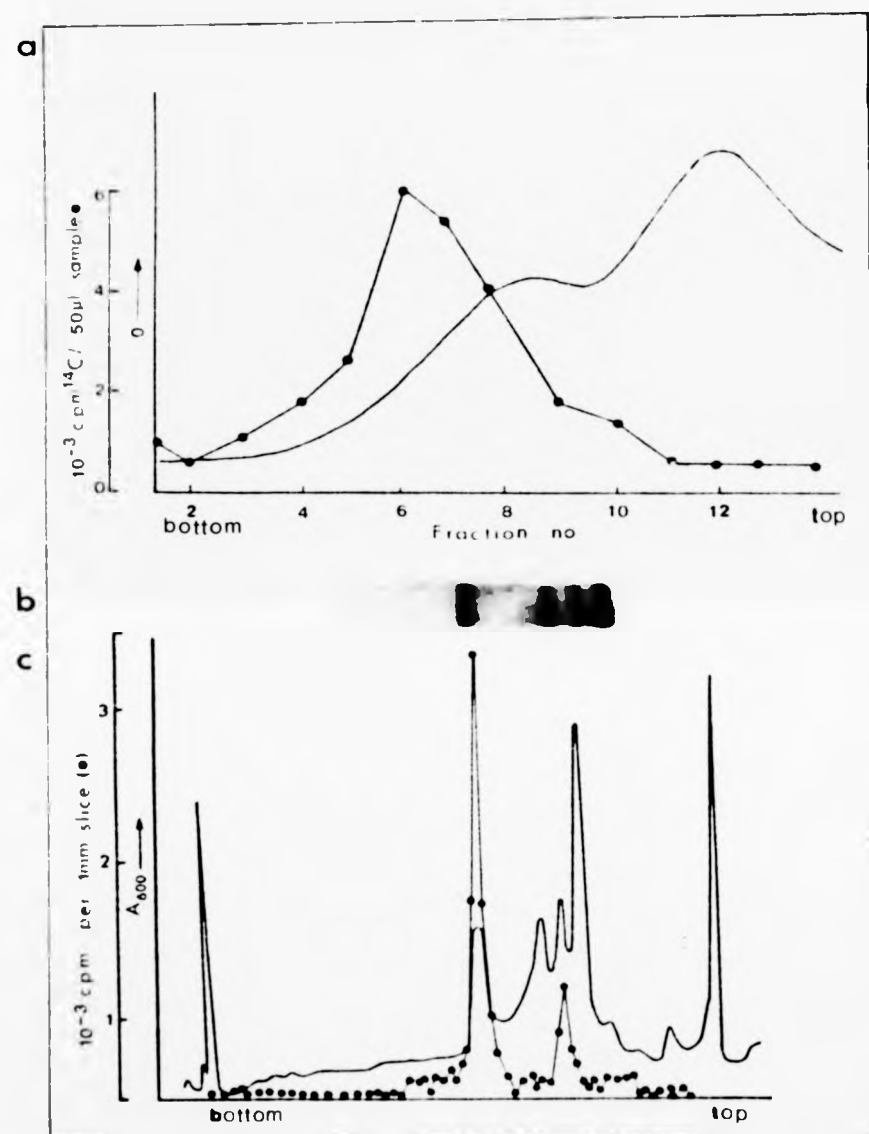 a
10⁻³ cpm ¹⁴C / 50µl sample●
0
6
4
2
0
2 4 6 8 10 12
bottom Fraction no top
b
c
10⁻³ cpm per 1mm slice (●)
A₆₀₀
3
2
1
bottom top